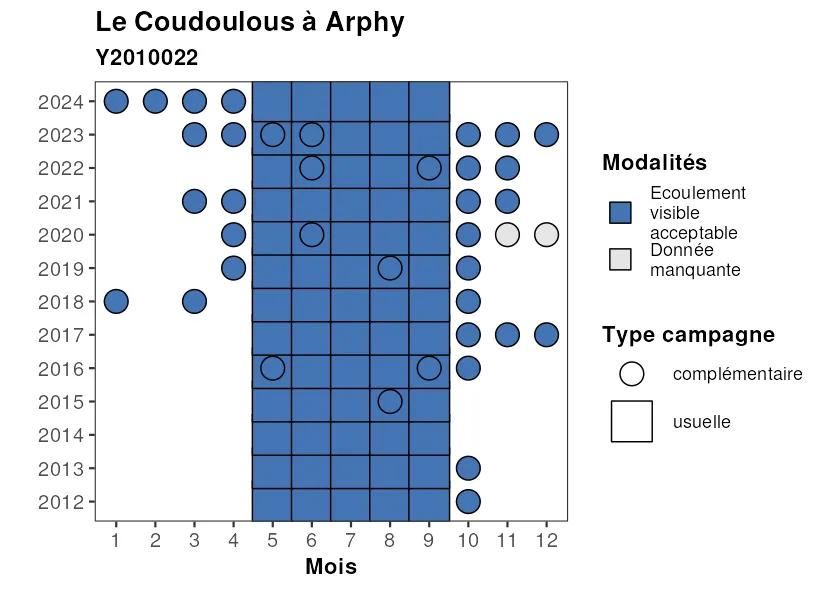 Le Coudoulous à Arphy
Y2010022
2024
2023
2022
2021
2020
2019
2018
2017
2016
2015
2014
2013
2012
1 2 3 4 5 6 7 8 9 10 11 12
Mois
Modalités
Ecoulement
visible
acceptable
Donnée
manquante
Type campagne
complémentaire
usuelle